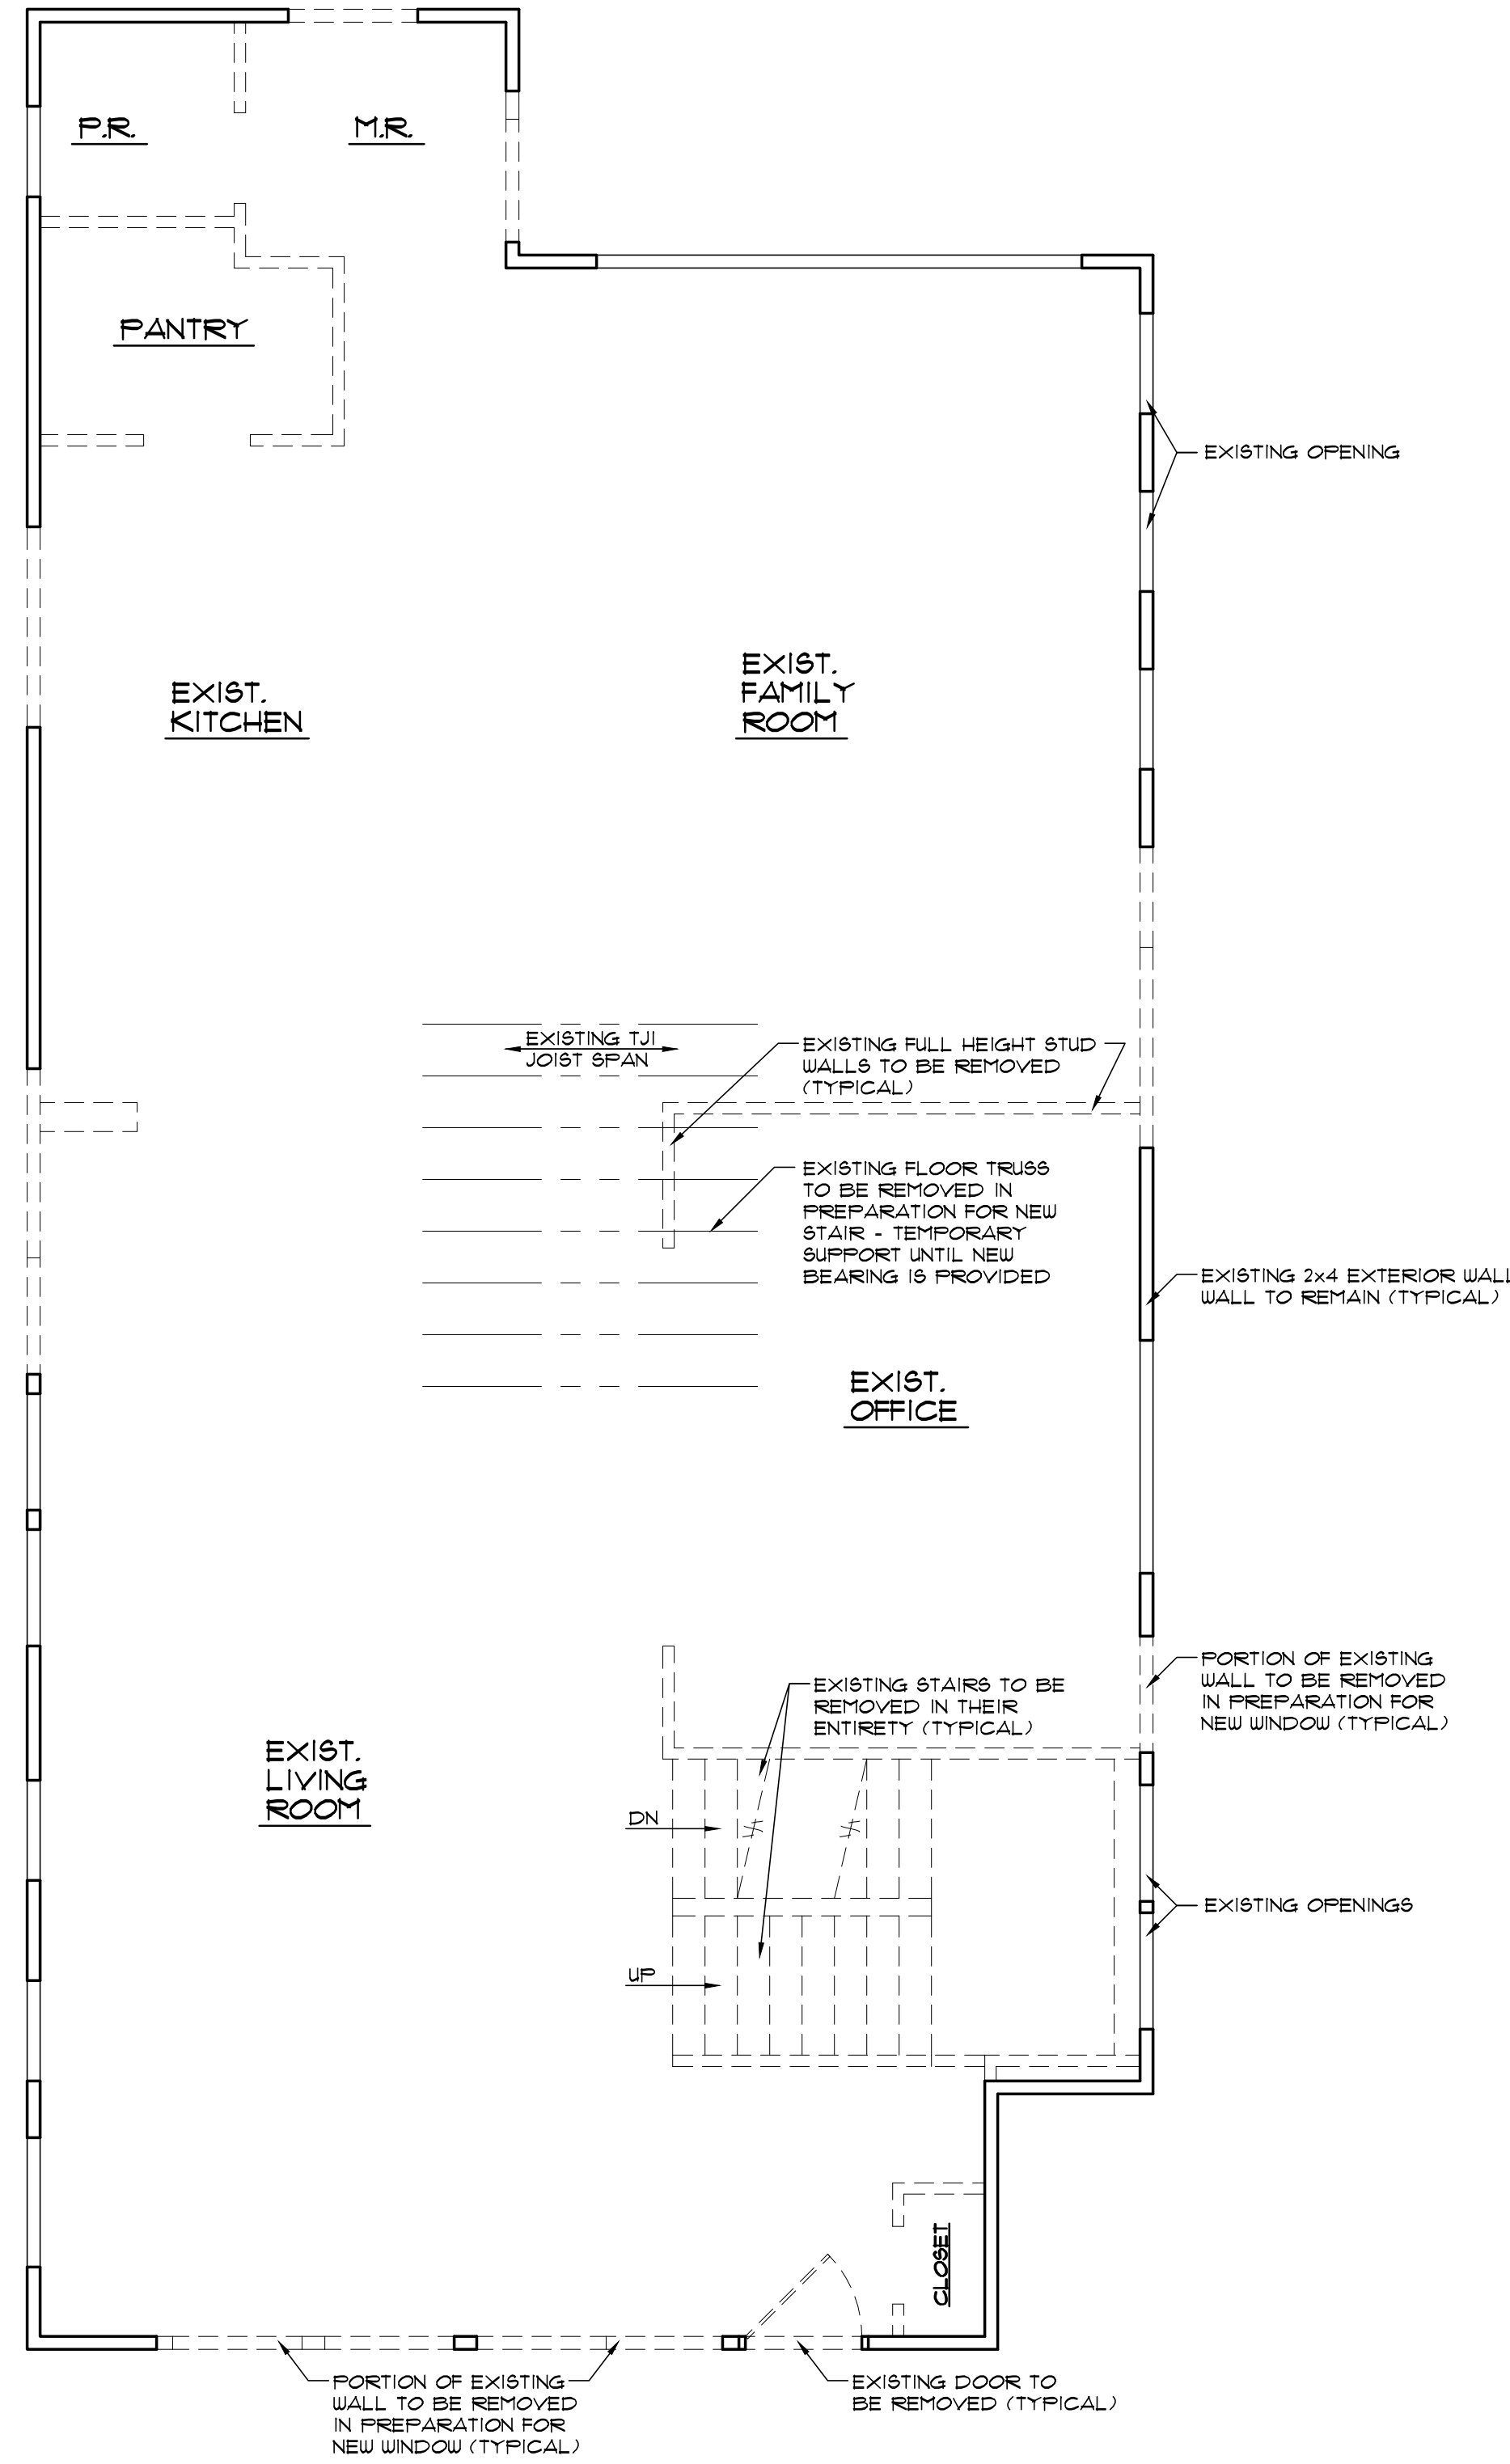 P.R.
M.R.
PANTRY
EXISTING OPENING
EXIST.
KITCHEN
EXIST.
FAMILY
ROOM
EXISTING TJI
JOIST SPAN
EXISTING FULL HEIGHT STUD
WALLS TO BE REMOVED
(TYPICAL)
EXISTING FLOOR TRUSS
TO BE REMOVED IN
PREPARATION FOR NEW
STAIR - TEMPORARY
SUPPORT UNTIL NEW
BEARING IS PROVIDED
EXISTING 2x4 EXTERIOR WALL
WALL TO REMAIN (TYPICAL)
EXIST.
OFFICE
PORTION OF EXISTING
WALL TO BE REMOVED
IN PREPARATION FOR
NEW WINDOW (TYPICAL)
EXISTING STAIRS TO BE
REMOVED IN THEIR
ENTIRETY (TYPICAL)
EXIST.
LIVING
ROOM
DN
EXISTING OPENINGS
UP
CLOSET
PORTION OF EXISTING
WALL TO BE REMOVED
IN PREPARATION FOR
NEW WINDOW (TYPICAL)
EXISTING DOOR TO
BE REMOVED (TYPICAL)